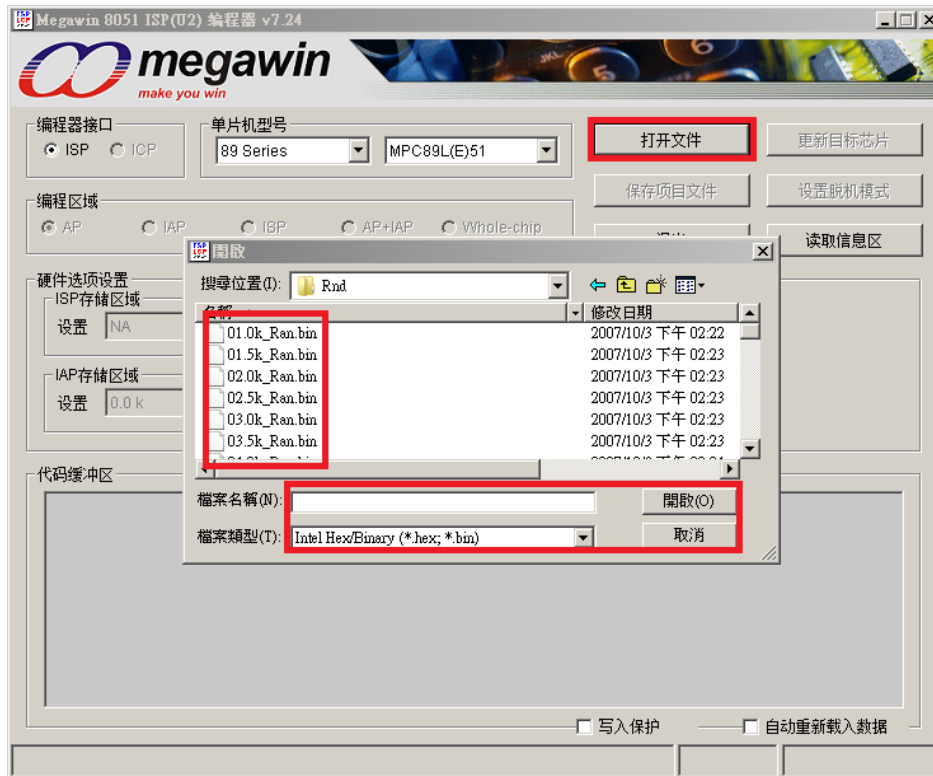 Megawin 8051 ISP(U2) 编程器 v7.24
megawin
make you win
编程器接口
ISP ICP
单片机型号
89 Series MPC89L(E)51
打开文件 更新目标芯片
保存项目文件 设置脱机模式
读取信息区
编程区域
AP IAP ISP AP+IAP Whole-chip
硬件选项设置
ISP存储区域
设置 NA
IAP存储区域
设置 0.0 k
開啟
搜尋位置(I): Rnd
名稱 修改日期
01.0k_Ran.bin 2007/10/3 下午 02:22
01.5k_Ran.bin 2007/10/3 下午 02:23
02.0k_Ran.bin 2007/10/3 下午 02:23
02.5k_Ran.bin 2007/10/3 下午 02:23
03.0k_Ran.bin 2007/10/3 下午 02:23
03.5k_Ran.bin 2007/10/3 下午 02:23
檔案名稱(N): 開啟(O)
檔案類型(T): Intel Hex/Binary (*.hex; *.bin) 取消
代码缓冲区
写入保护 自动重新载入数据